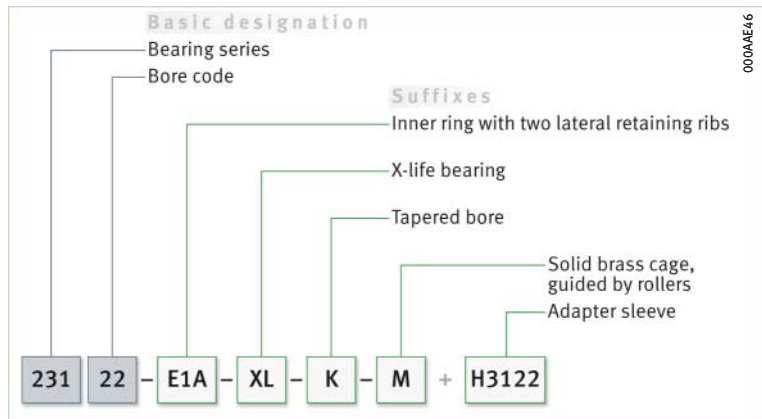 Basic designation
Bearing series
Bore code
Suffixes
Inner ring with two lateral retaining ribs
X-life bearing
Tapered bore
Solid brass cage,
guided by rollers
Adapter sleeve
231 22 – E1A – XL – K – M + H3122
000AAE46